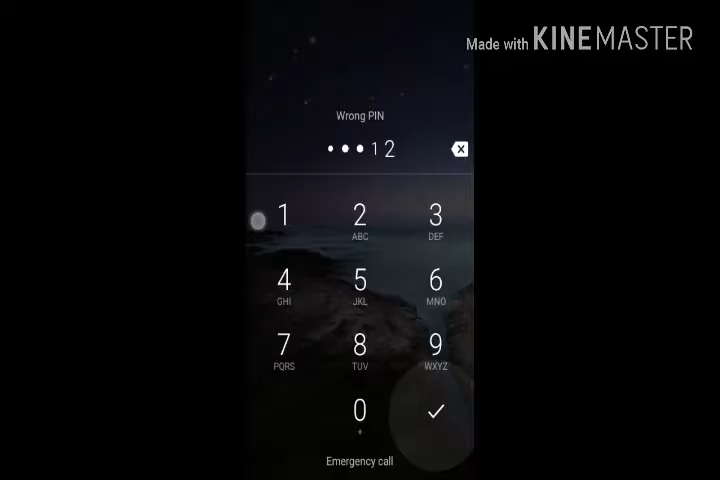 Made with KINEMASTER
Wrong PIN
•••12
1 2 3
ABC DEF
4 5 6
GHI JKL MNO
7 8 9
PQRS TUV WXYZ
0
+
Emergency call